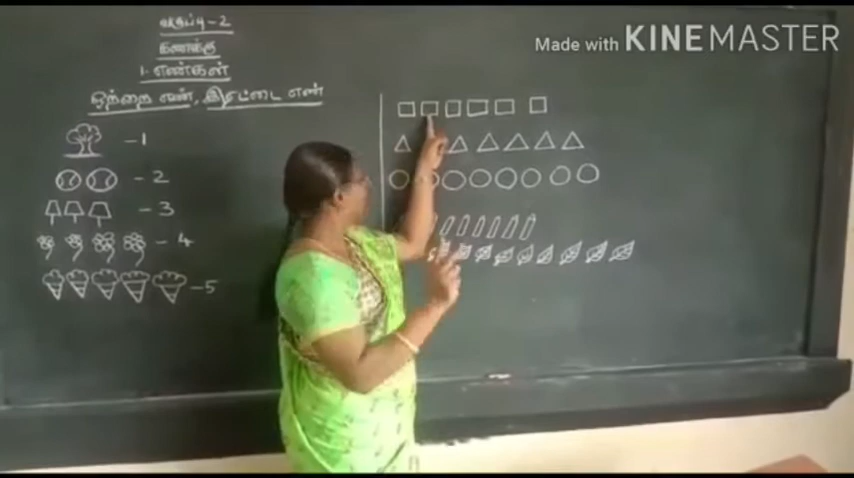 வகுப்பு - 2
கணக்கு
1. எண்கள்
ஒற்றை எண், இரட்டை எண்
- 1
- 2
- 3
- 4
- 5
Made with KINEMASTER